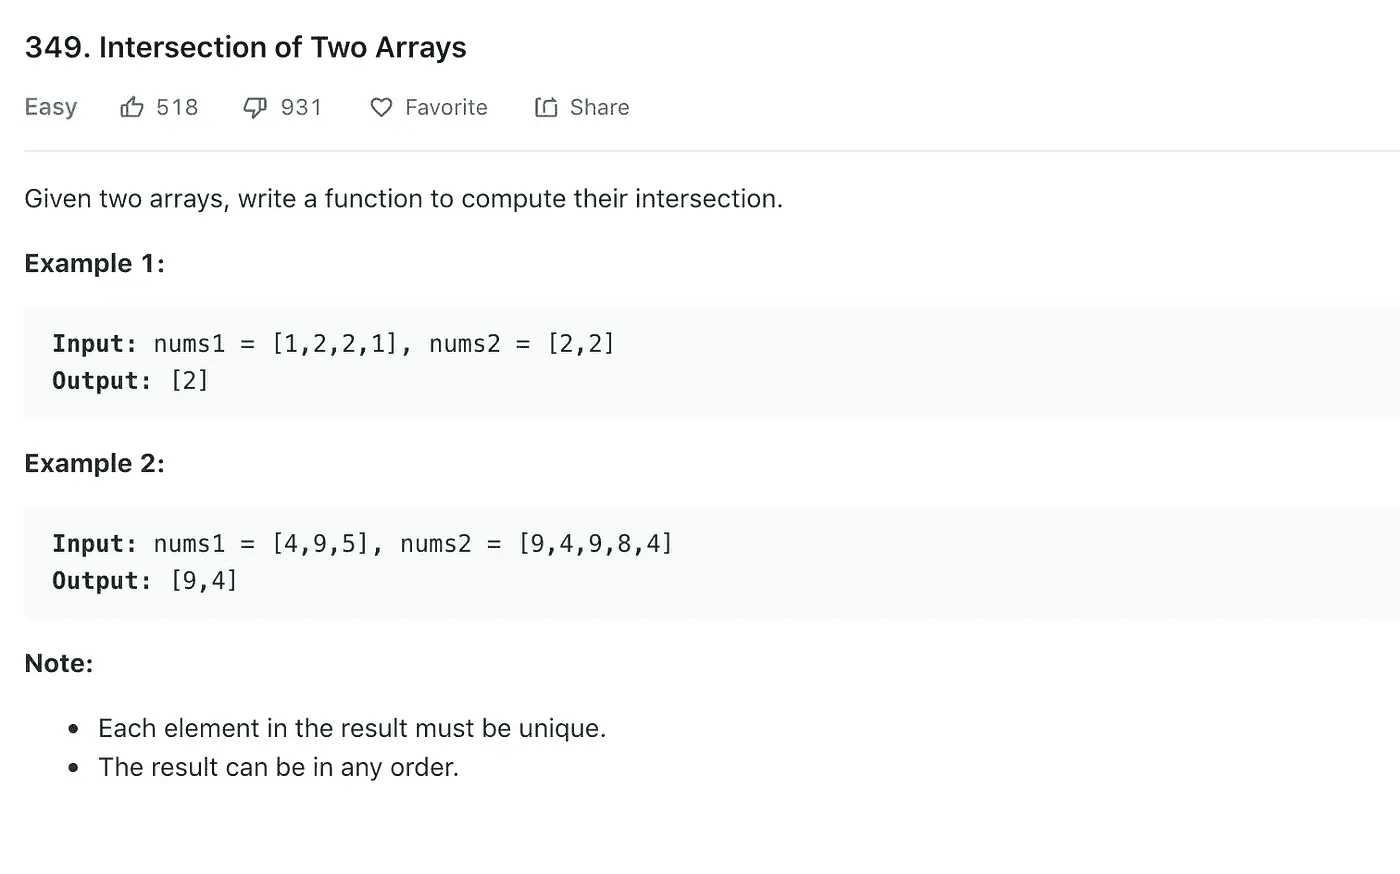 349. Intersection of Two Arrays
Easy 518 931 Favorite Share
Given two arrays, write a function to compute their intersection.
Example 1:
Input: nums1 = [1,2,2,1], nums2 = [2,2]
Output: [2]
Example 2:
Input: nums1 = [4,9,5], nums2 = [9,4,9,8,4]
Output: [9,4]
Note:
• Each element in the result must be unique.
• The result can be in any order.